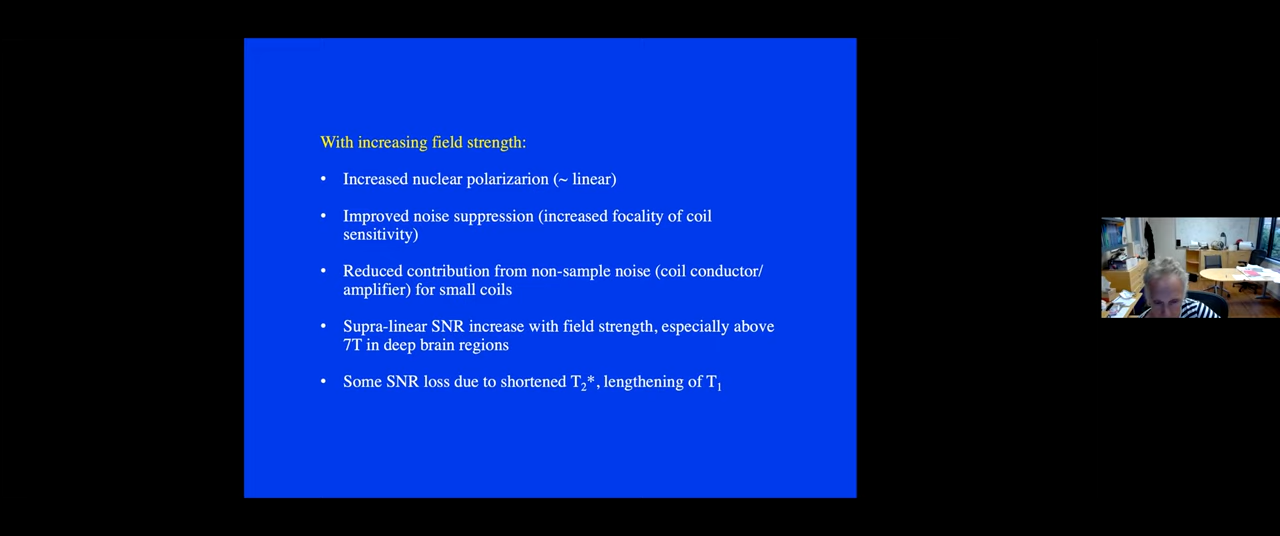 With increasing field strength:
• Increased nuclear polarizarion (~ linear)
• Improved noise suppression (increased focality of coil
sensitivity)
• Reduced contribution from non-sample noise (coil conductor/
amplifier) for small coils
• Supra-linear SNR increase with field strength, especially above
7T in deep brain regions
• Some SNR loss due to shortened T₂*, lengthening of T₁